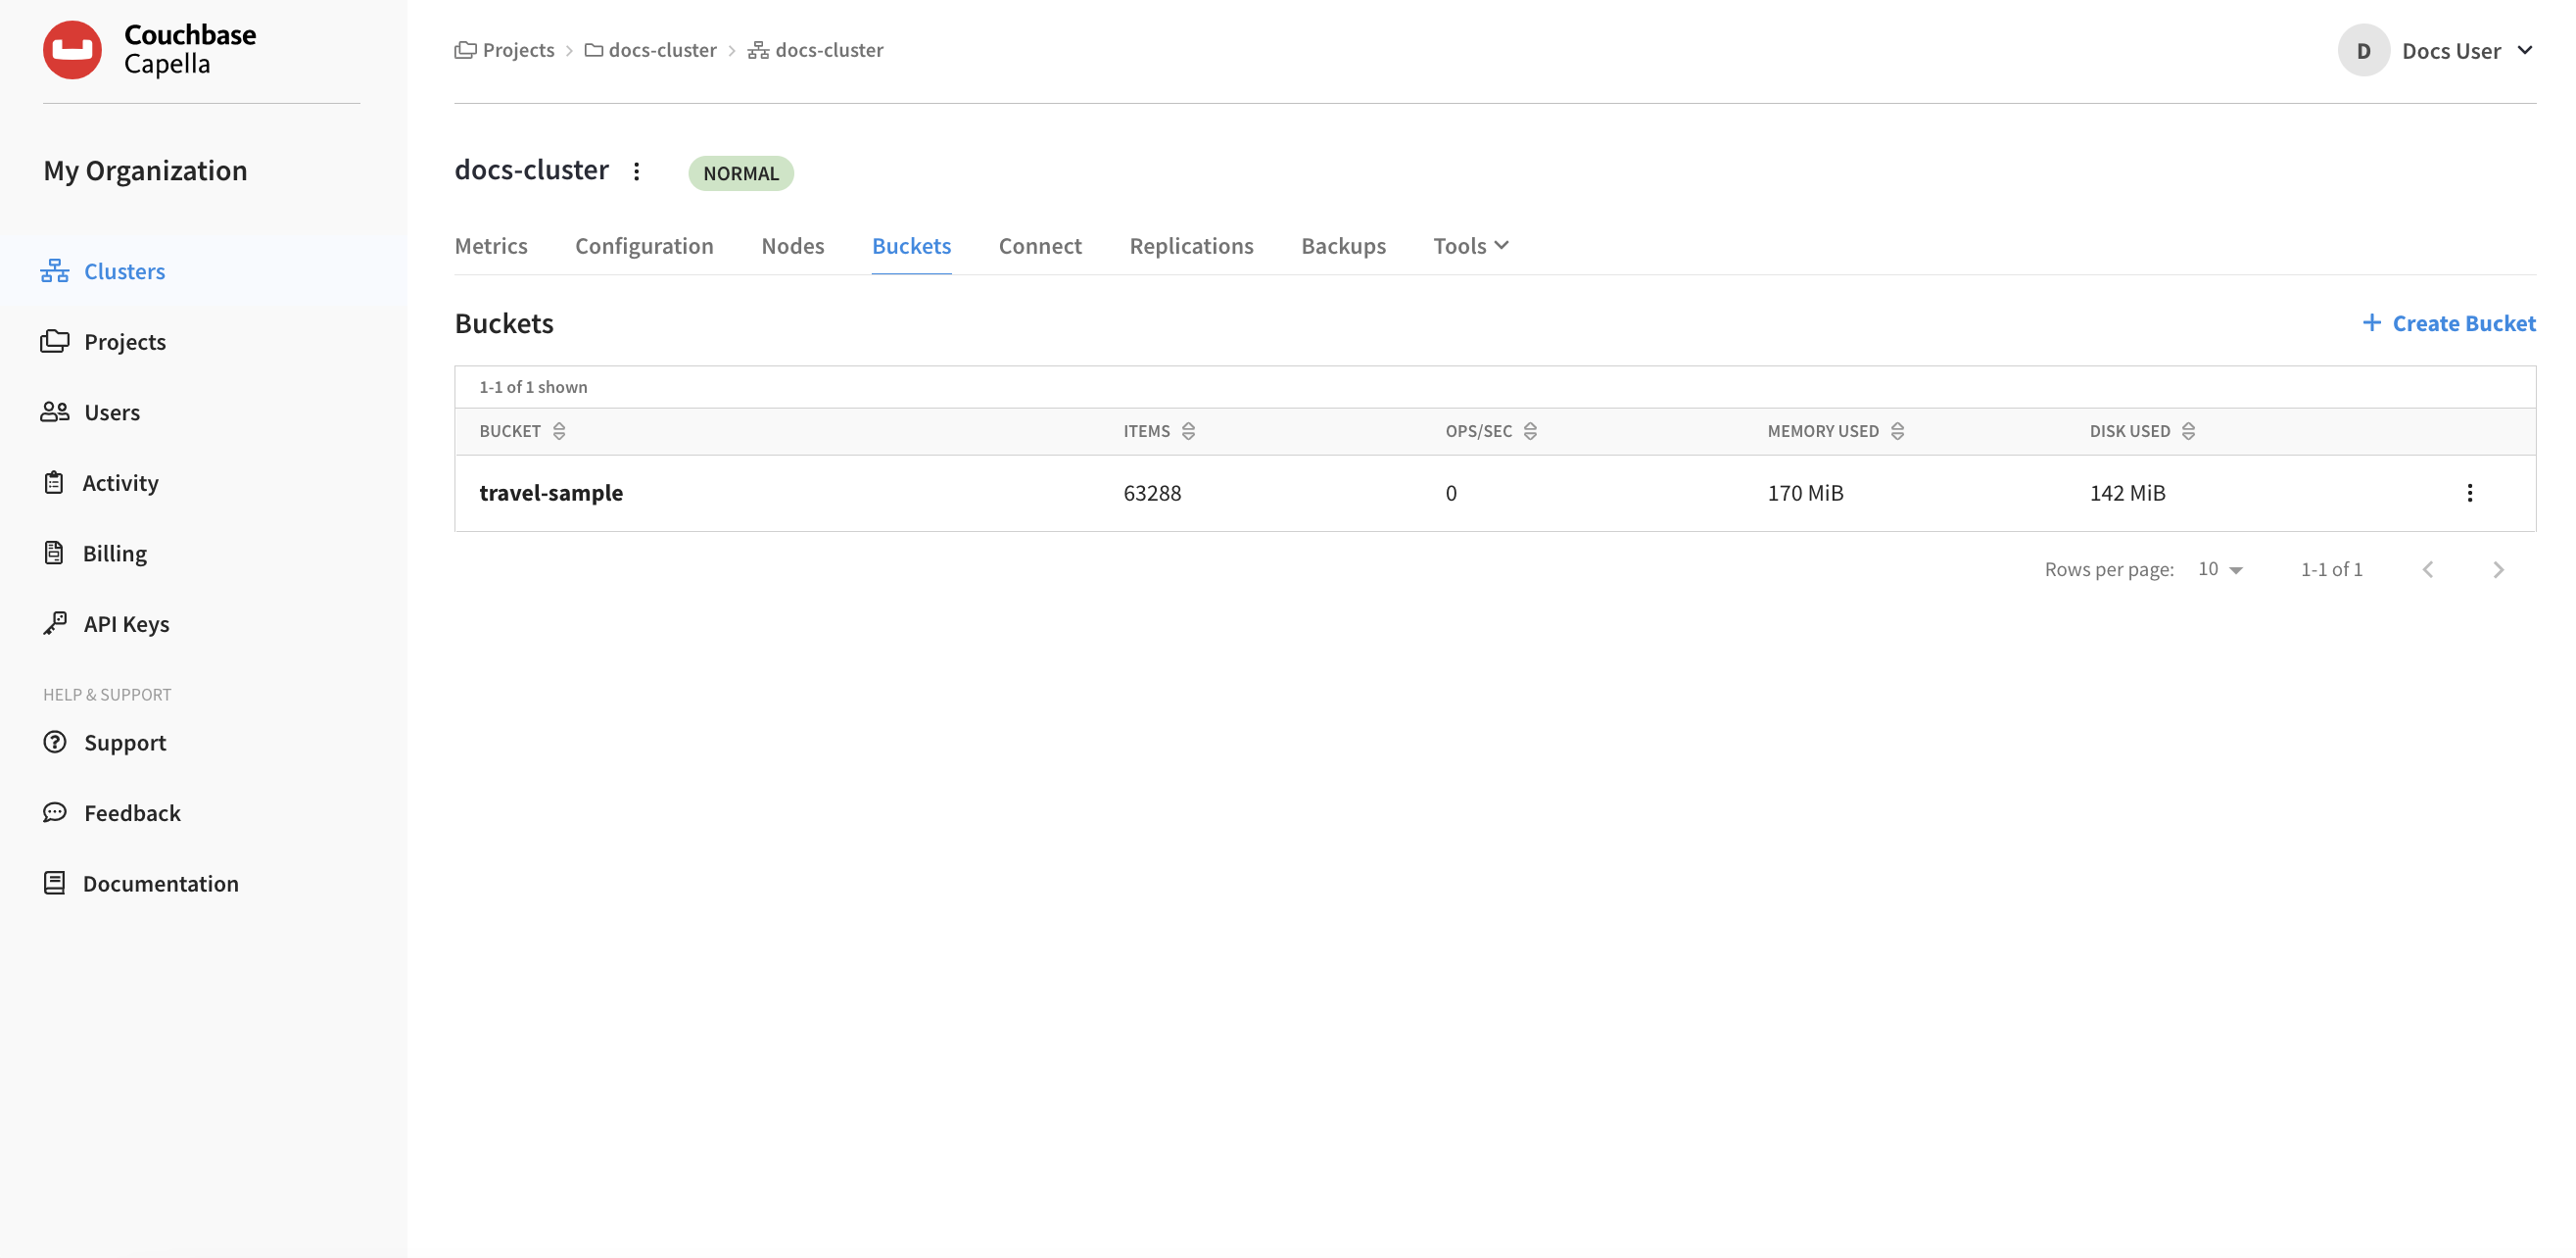 Couchbase
Capella
My Organization
Clusters
Projects
Users
Activity
Billing
API Keys
HELP & SUPPORT
Support
Feedback
Documentation
Projects > docs-cluster > docs-cluster
D Docs User
docs-cluster NORMAL
Metrics Configuration Nodes Buckets Connect Replications Backups Tools
Buckets
+ Create Bucket
1-1 of 1 shown
BUCKET ITEMS OPS/SEC MEMORY USED DISK USED
travel-sample 63288 0 170 MiB 142 MiB
Rows per page: 10 1-1 of 1